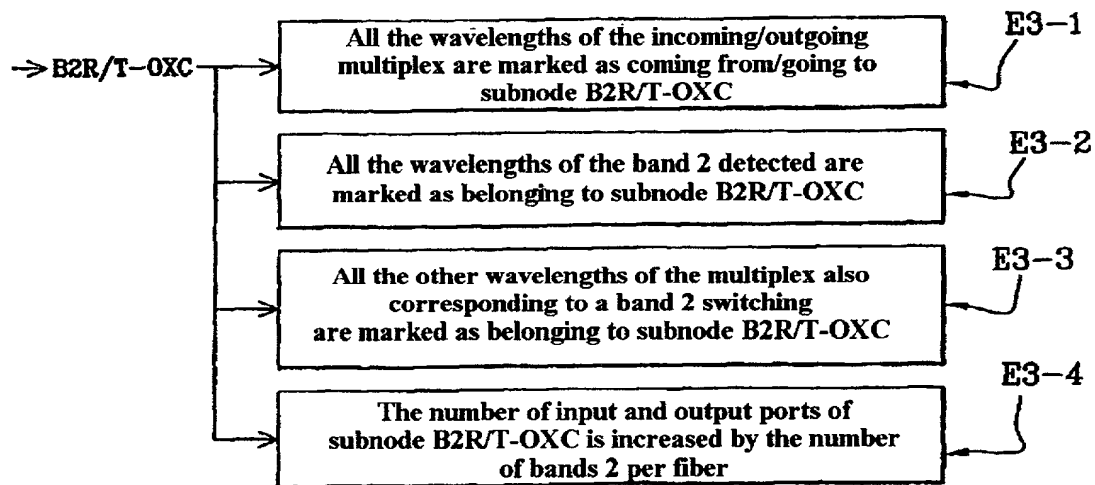 B2R/T-OXC
All the wavelengths of the incoming/outgoing
multiplex are marked as coming from/going to
subnode B2R/T-OXC
E3-1
All the wavelengths of the band 2 detected are
marked as belonging to subnode B2R/T-OXC
E3-2
All the other wavelengths of the multiplex also
corresponding to a band 2 switching
are marked as belonging to subnode B2R/T-OXC
E3-3
The number of input and output ports of
subnode B2R/T-OXC is increased by the number
of bands 2 per fiber
E3-4